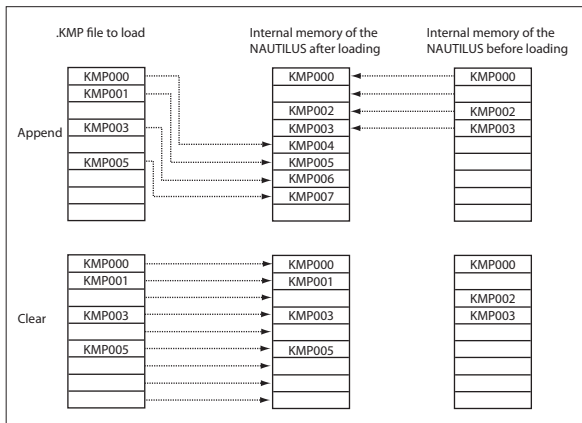 .KMP file to load
Internal memory of the
NAUTILUS after loading
Internal memory of the
NAUTILUS before loading
Append
KMP000
KMP001
KMP003
KMP005
KMP000
KMP002
KMP003
KMP004
KMP005
KMP006
KMP007
KMP000
KMP002
KMP003
Clear
KMP000
KMP001
KMP003
KMP005
KMP000
KMP001
KMP003
KMP005
KMP000
KMP002
KMP003